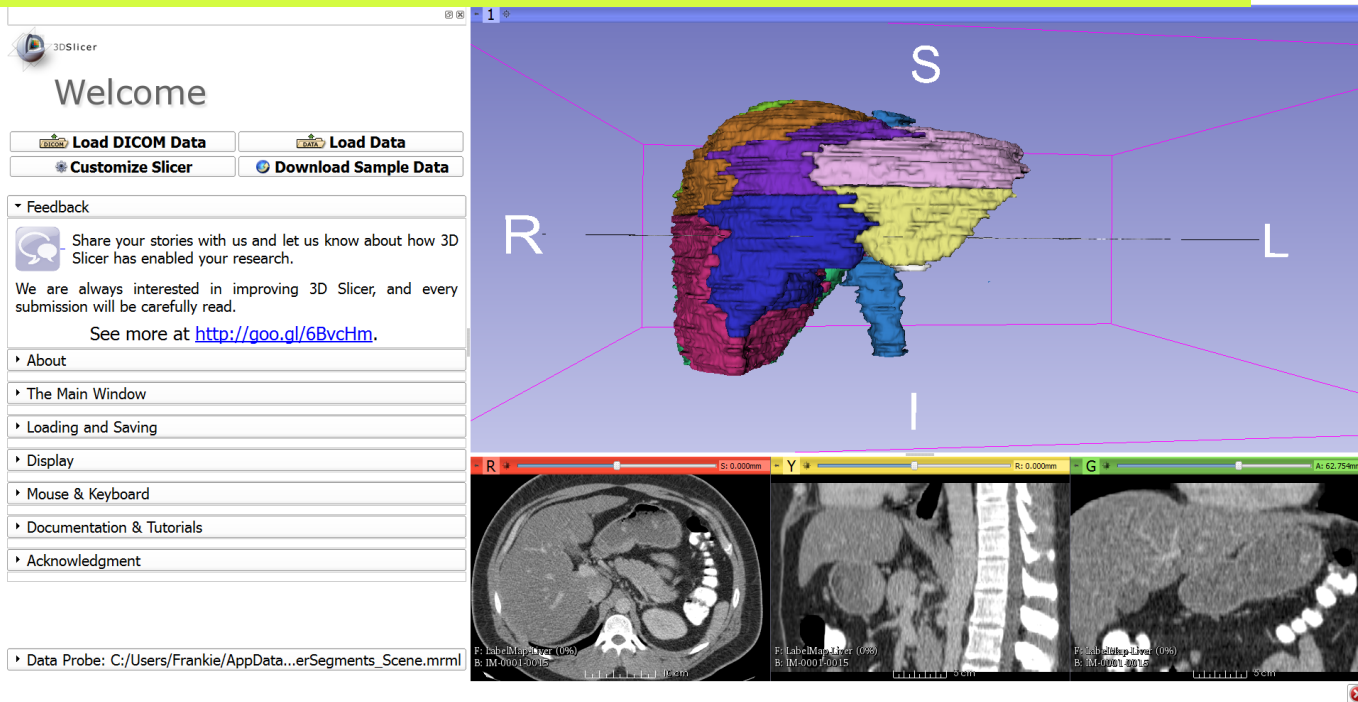 3DSlicer
Welcome
DICOM Load DICOM Data
DATA Load Data
Customize Slicer
Download Sample Data
Feedback
Share your stories with us and let us know about how 3D
Slicer has enabled your research.
We are always interested in improving 3D Slicer, and every
submission will be carefully read.
See more at http://goo.gl/6BvcHm.
About
The Main Window
Loading and Saving
Display
Mouse & Keyboard
Documentation & Tutorials
Acknowledgment
Data Probe: C:/Users/Frankie/AppData...erSegments_Scene.mrml
1
S
R
L
I
R S: 0.000mm
F: LabelMap-Liver (0%)
B: IM-0001-0015
10 cm
Y R: 0.000mm
F: LabelMap-Liver (0%)
B: IM-0001-0015
5 cm
G A: 62.754mm
F: LabelMap-Liver (0%)
B: IM-0001-0015
5 cm